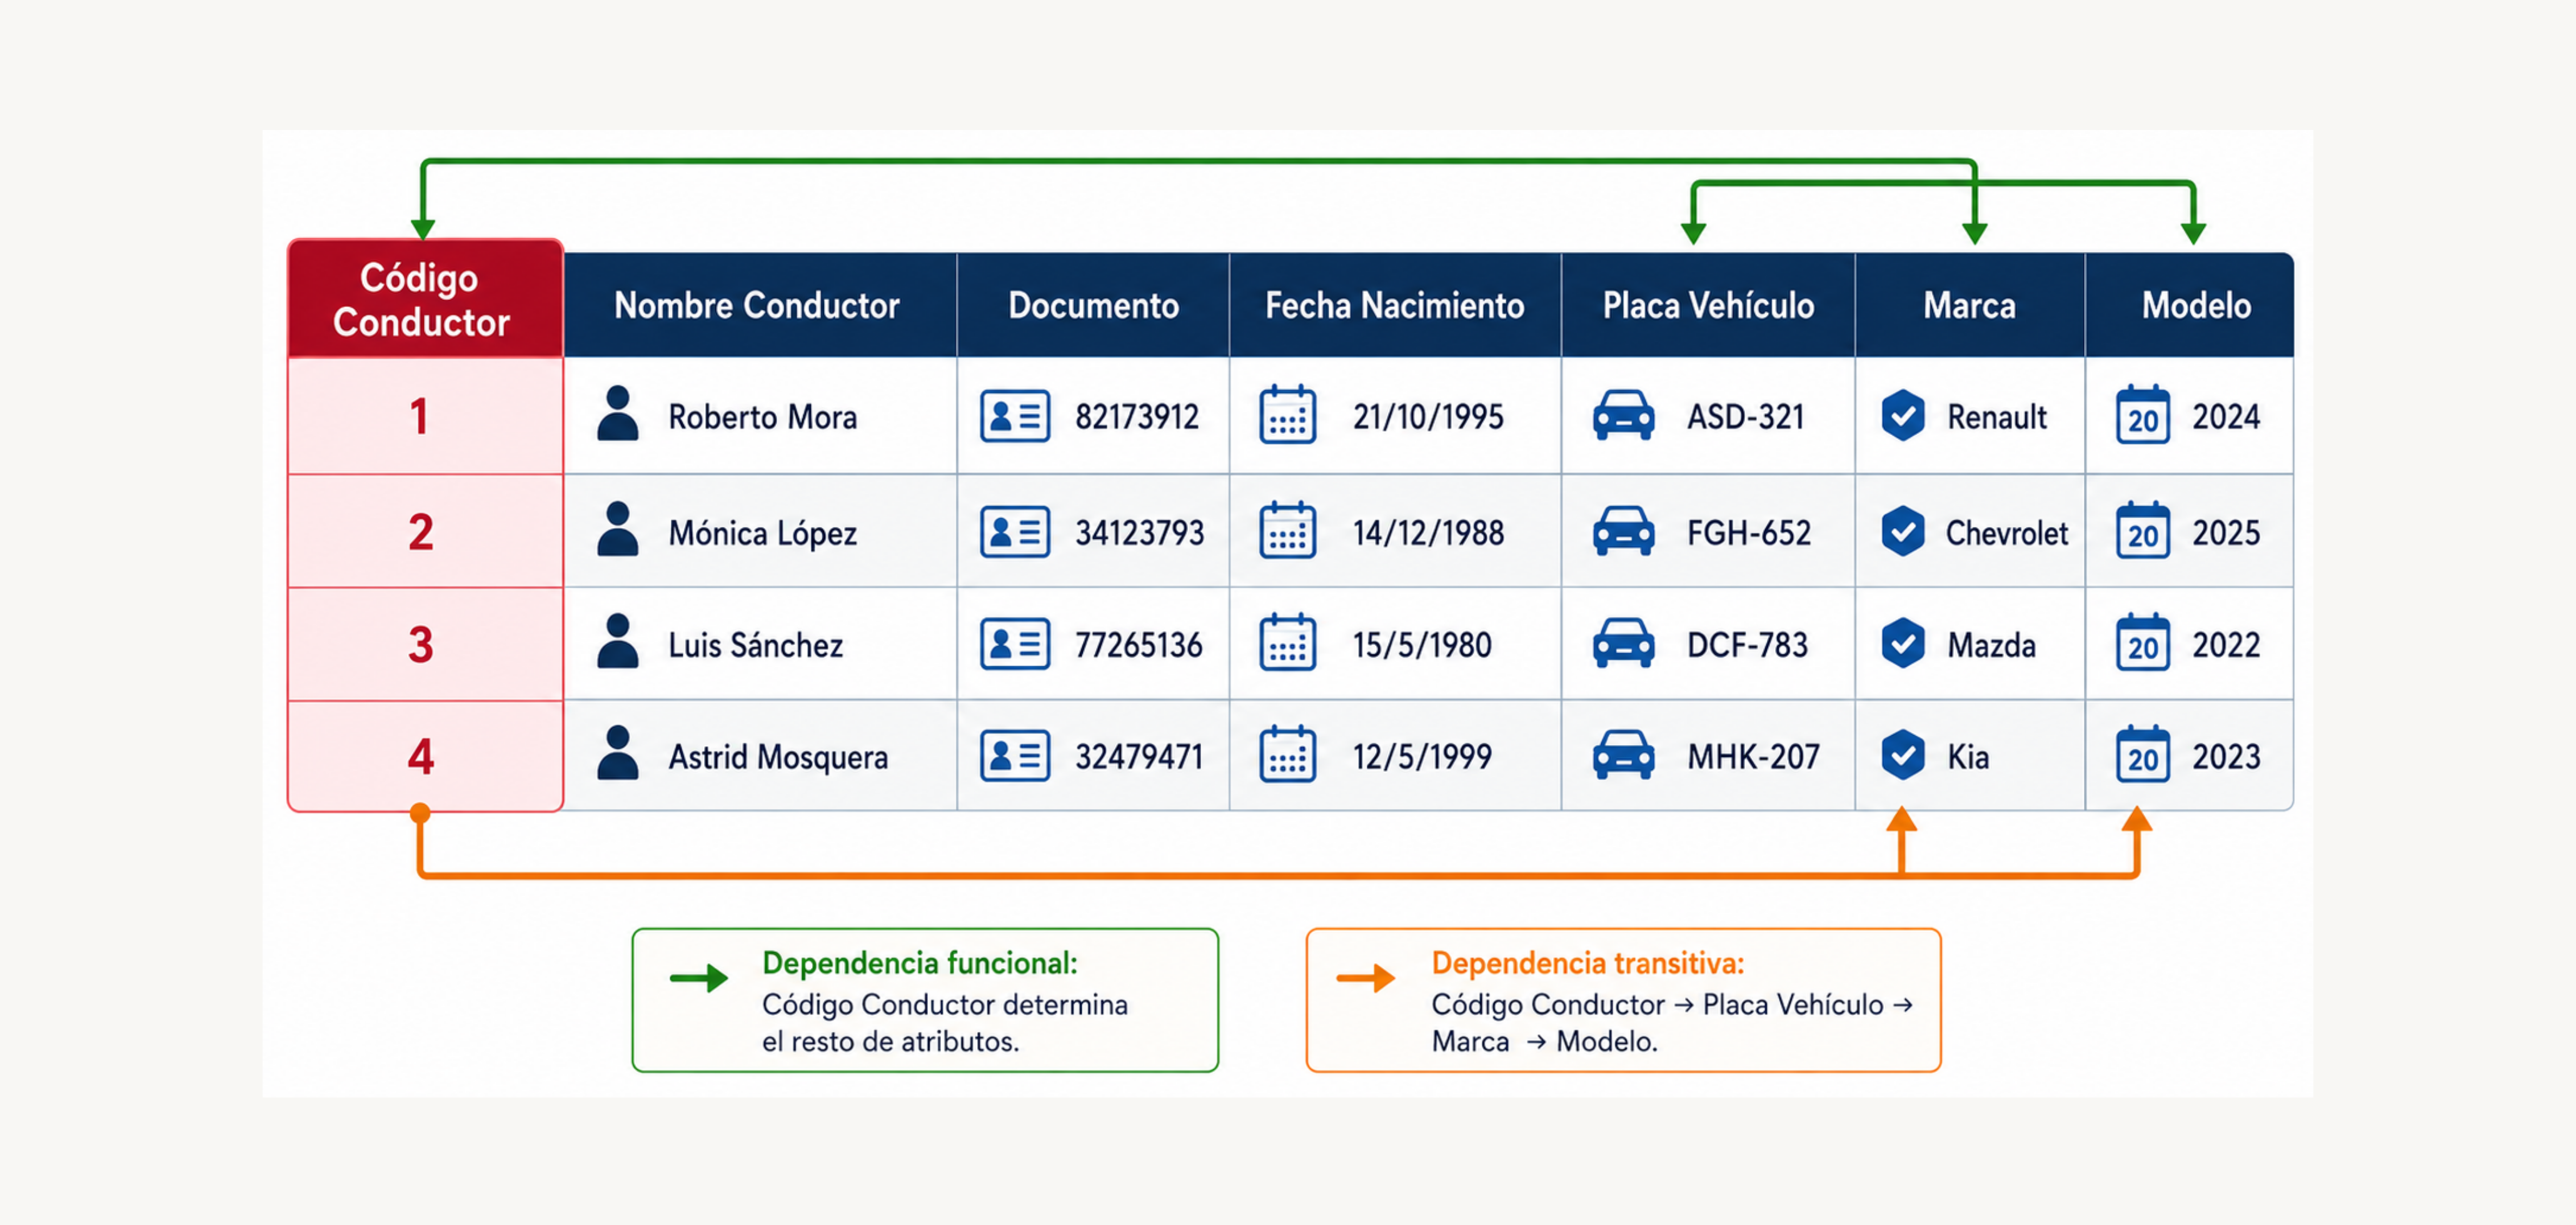 Código
Conductor
Nombre Conductor
Documento
Fecha Nacimiento
Placa Vehículo
Marca
Modelo
1
Roberto Mora
82173912
21/10/1995
ASD-321
Renault
20
2024
2
Mónica López
34123793
14/12/1988
FGH-652
Chevrolet
20
2025
3
Luis Sánchez
77265136
15/5/1980
DCF-783
Mazda
20
2022
4
Astrid Mosquera
32479471
12/5/1999
MHK-207
Kia
20
2023
Dependencia funcional:
Código Conductor determina
el resto de atributos.
Dependencia transitiva:
Código Conductor → Placa Vehículo →
Marca → Modelo.